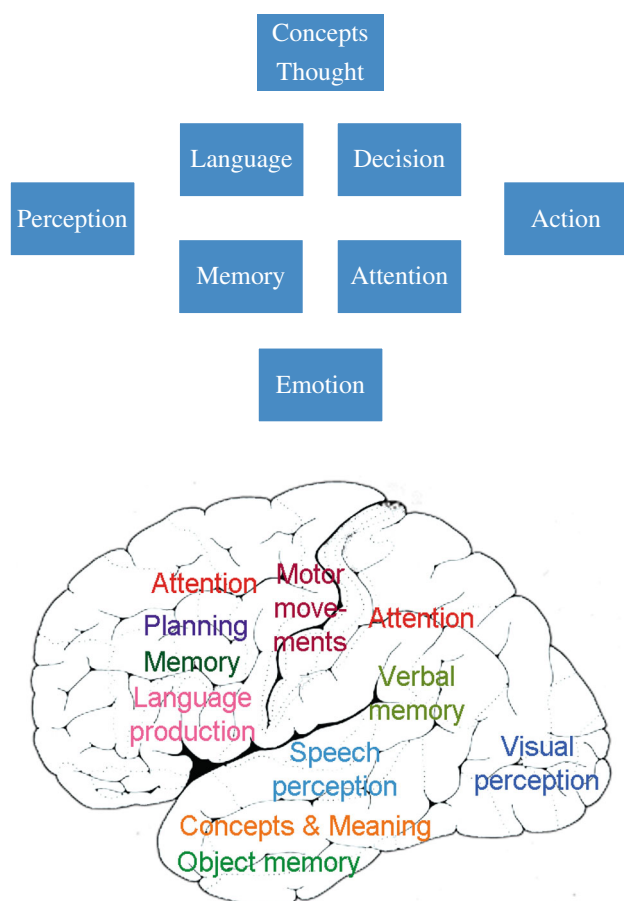 Concepts
Thought
Language
Decision
Perception
Action
Memory
Attention
Emotion
Attention
Motor
move-
ments
Planning
Attention
Memory
Verbal
memory
Language
production
Speech
perception
Visual
perception
Concepts & Meaning
Object memory